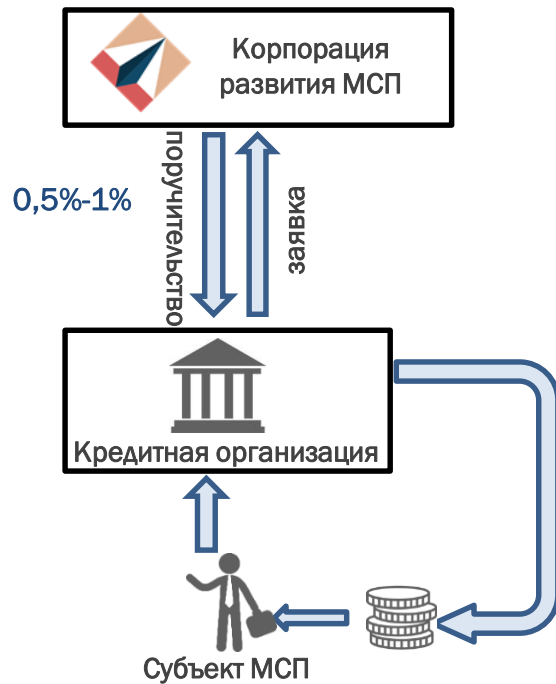 Корпорация
развития МСП
поручительство
заявка
0,5%-1%
Кредитная организация
Субъект МСП